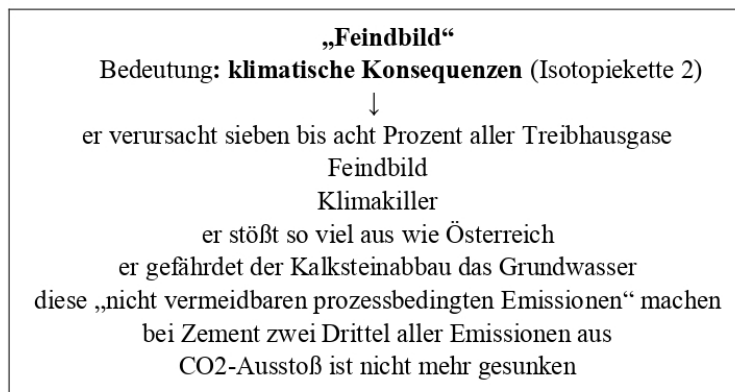 „Feindbild“
Bedeutung: klimatische Konsequenzen (Isotopiekette 2)
↓
er verursacht sieben bis acht Prozent aller Treibhausgase
Feindbild
Klimakiller
er stößt so viel aus wie Österreich
er gefährdet der Kalksteinabbau das Grundwasser
diese „nicht vermeidbaren prozessbedingten Emissionen“ machen
bei Zement zwei Drittel aller Emissionen aus
CO2-Ausstoß ist nicht mehr gesunken